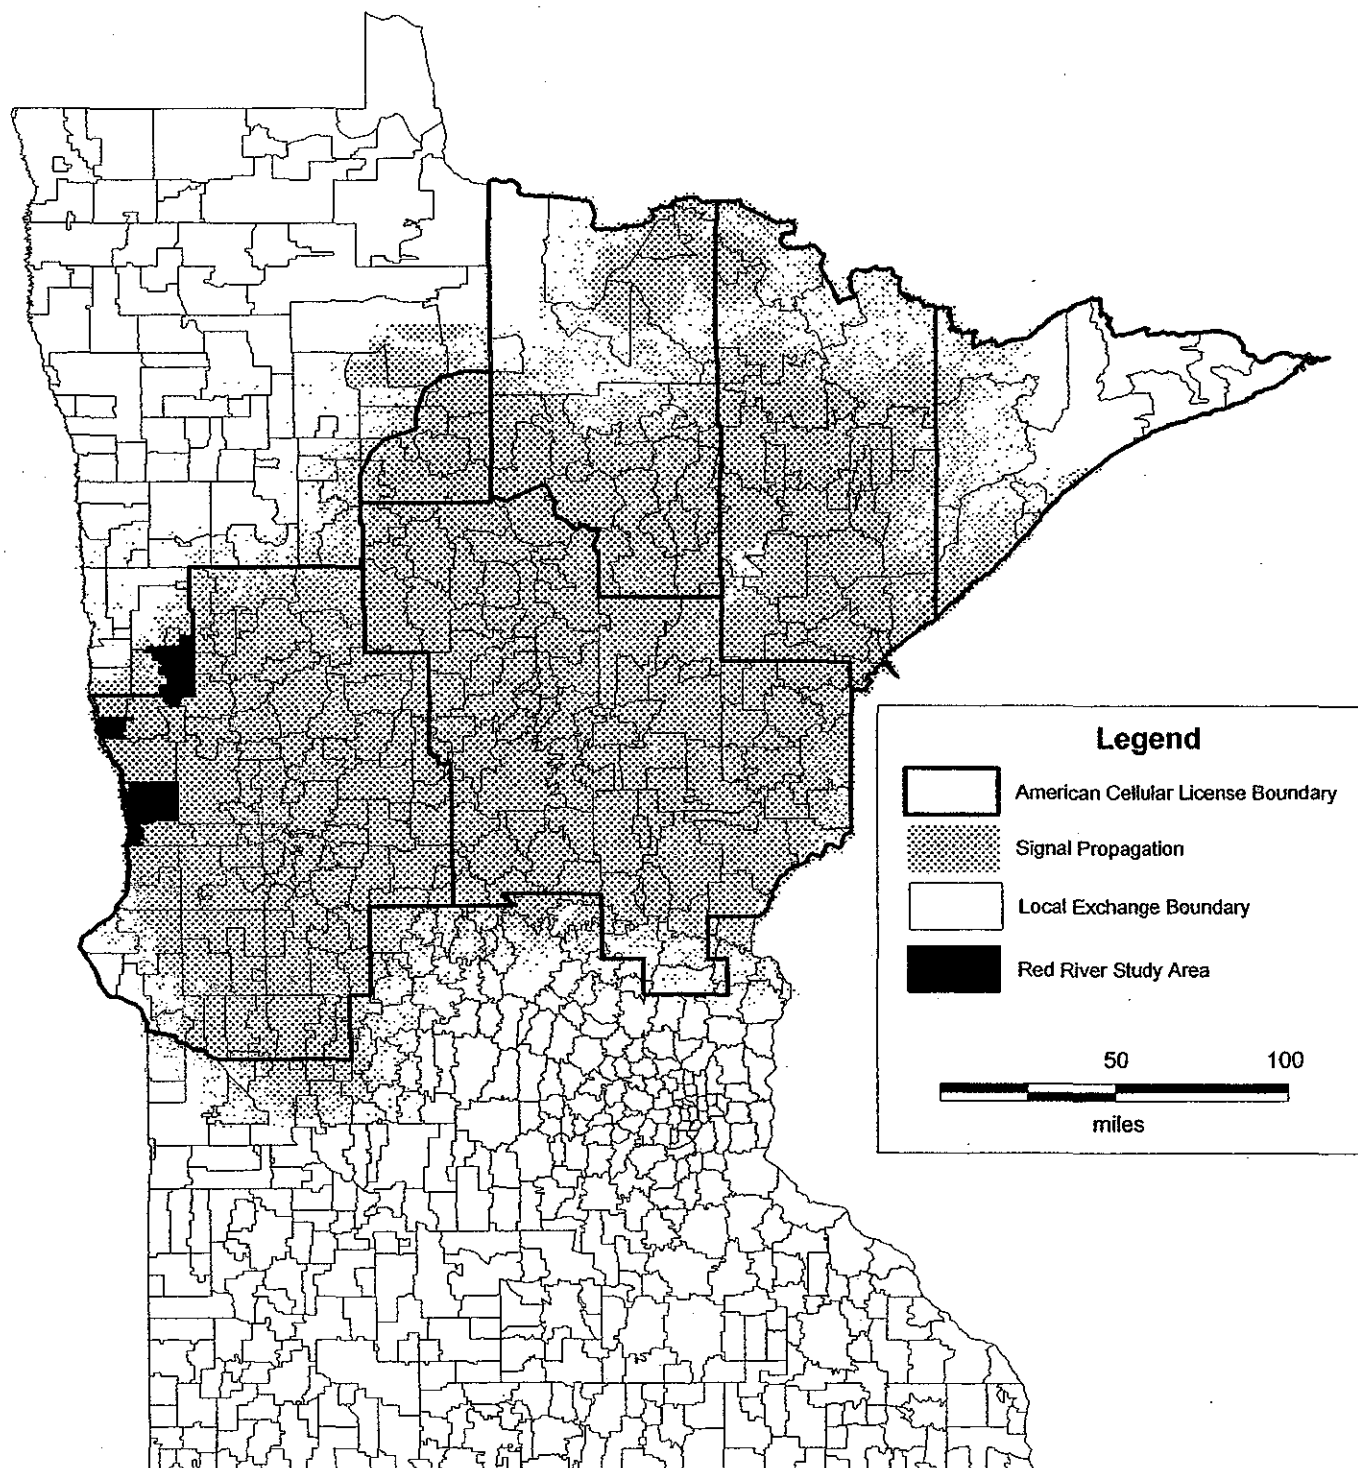 Legend
American Cellular License Boundary
Signal Propagation
Local Exchange Boundary
Red River Study Area
50 100
miles